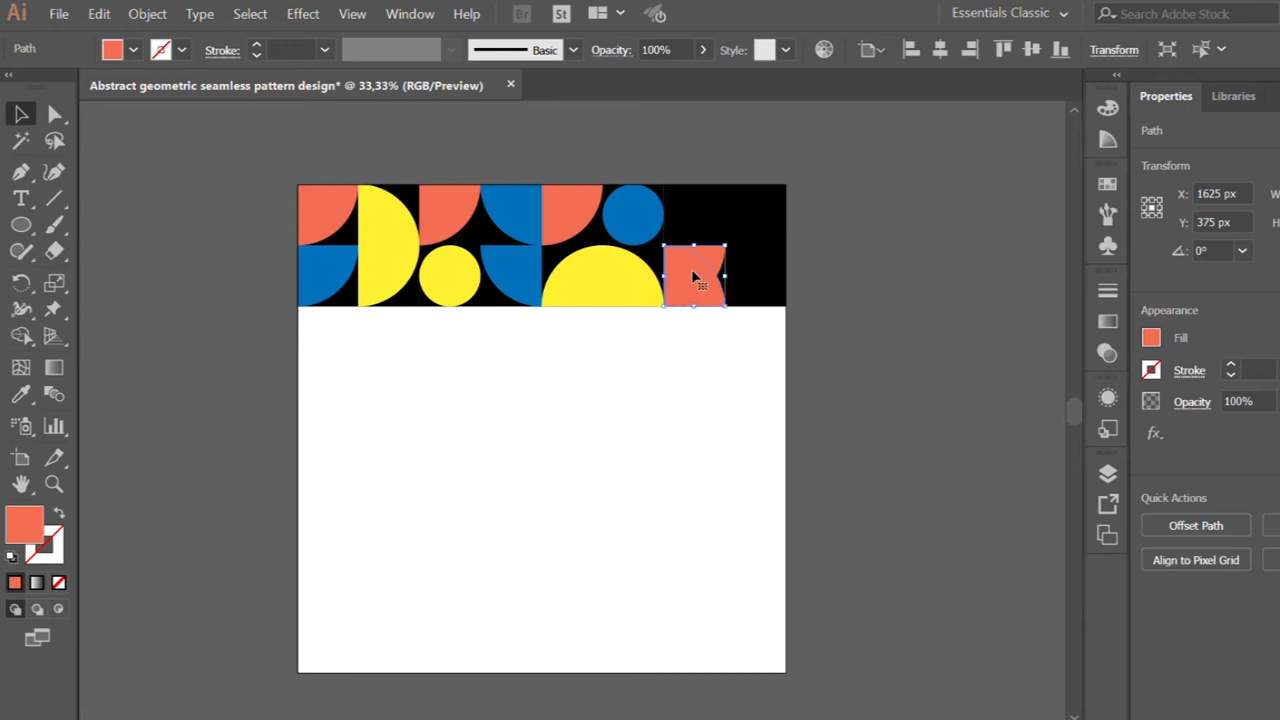 Ai File Edit Object Type Select Effect View Window Help Br St Essentials Classic Search Adobe Stock
Path Stroke: Basic Opacity: 100% Style: Transform
Abstract geometric seamless pattern design* @ 33,33% (RGB/Preview) ×
Properties Libraries
Path
Transform
X: 1625 px W
Y: 375 px H
0°
Appearance
Fill
Stroke
Opacity 100%
fx.
Quick Actions
Offset Path
Align to Pixel Grid